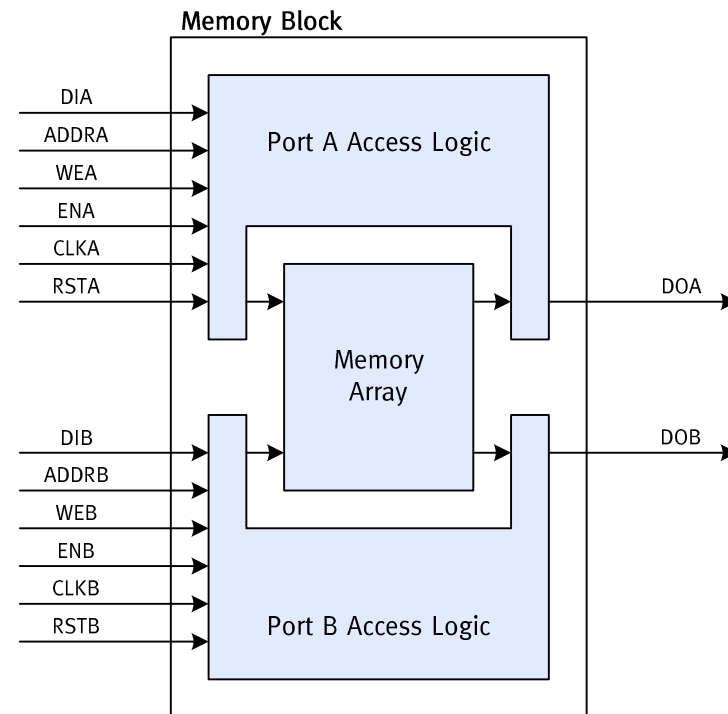 Memory Block
DIA
ADDRA
WEA
ENA
CLKA
RSTA
Port A Access Logic
DOA
Memory
Array
DIB
ADDRB
WEB
ENB
CLKB
RSTB
DOB
Port B Access Logic